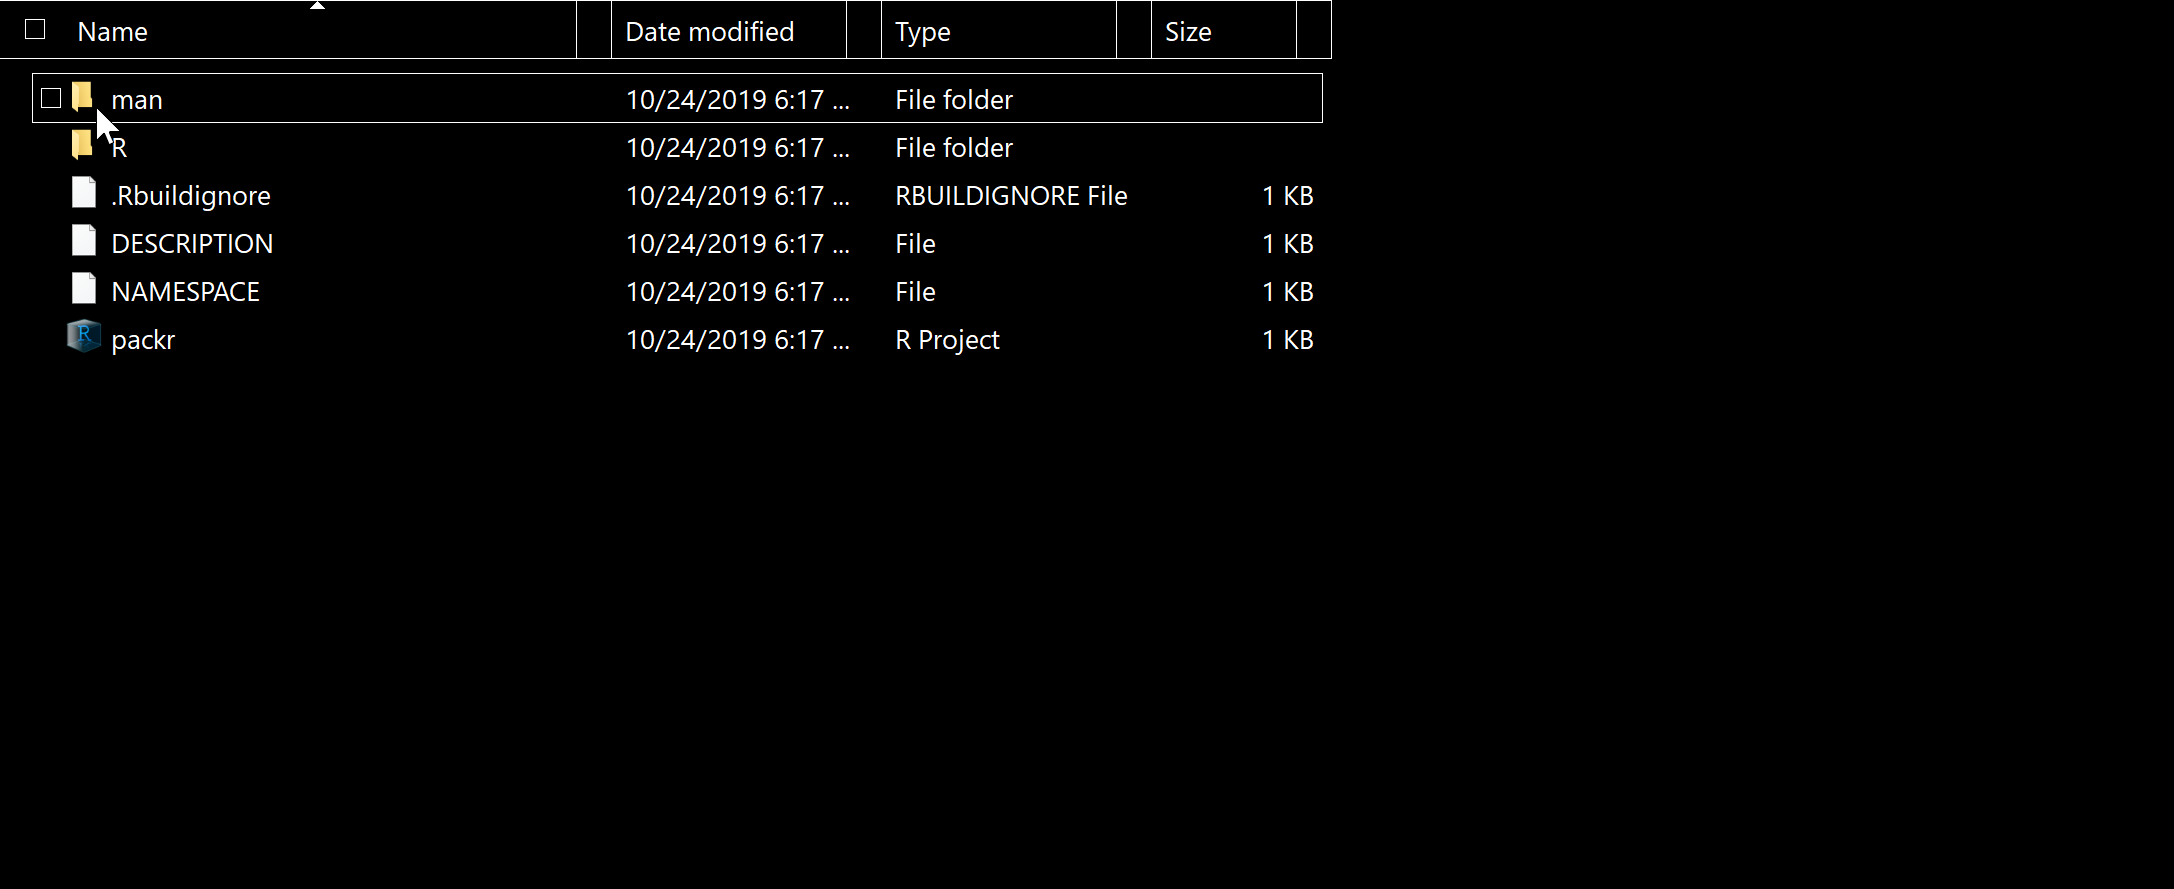 Name Date modified Type Size
man 10/24/2019 6:17 ... File folder
R 10/24/2019 6:17 ... File folder
.Rbuildignore 10/24/2019 6:17 ... RBUILDIGNORE File 1 KB
DESCRIPTION 10/24/2019 6:17 ... File 1 KB
NAMESPACE 10/24/2019 6:17 ... File 1 KB
R packr 10/24/2019 6:17 ... R Project 1 KB